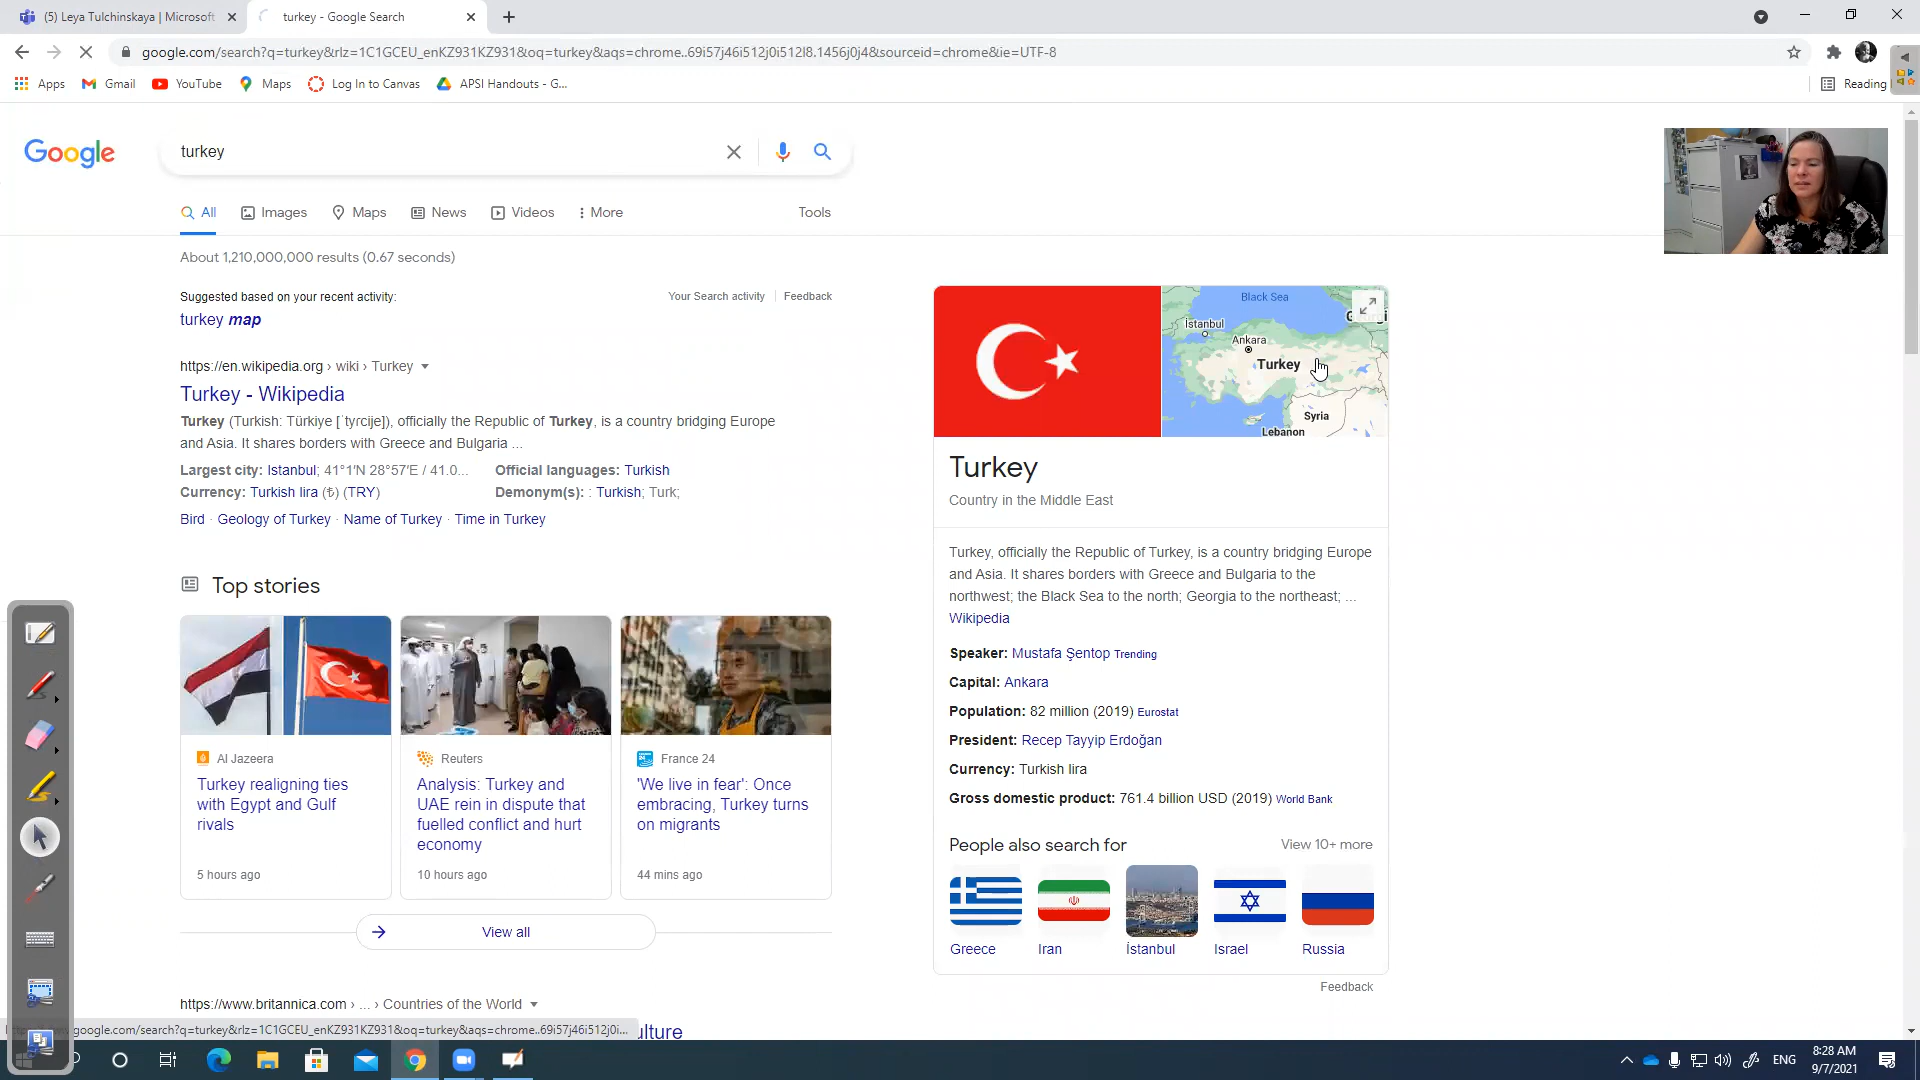 (5) Leya Tulchinskaya | Microsoft
turkey - Google Search
google.com/search?q=turkey&rlz=1C1GCEU_enKZ931KZ931&oq=turkey&aqs=chrome..69i57j46i512j0i512l8.1456j0j4&sourceid=chrome&ie=UTF-8
Apps
Gmail
YouTube
Maps
Log In to Canvas
APSI Handouts - G...
Reading
Google
turkey
All
Images
Maps
News
Videos
More
Tools
About 1,210,000,000 results (0.67 seconds)
Suggested based on your recent activity:
Your Search activity
Feedback
turkey map
https://en.wikipedia.org › wiki › Turkey
Turkey - Wikipedia
Turkey (Turkish: Türkiye [ˈtyɾcije]), officially the Republic of Turkey, is a country bridging Europe
and Asia. It shares borders with Greece and Bulgaria ...
Largest city: Istanbul; 41°1′N 28°57′E / 41.0...
Official languages: Turkish
Currency: Turkish lira (₺) (TRY)
Demonym(s): : Turkish; Turk;
Bird · Geology of Turkey · Name of Turkey · Time in Turkey
Top stories
Al Jazeera
Turkey realigning ties
with Egypt and Gulf
rivals
5 hours ago
Reuters
Analysis: Turkey and
UAE rein in dispute that
fuelled conflict and hurt
economy
10 hours ago
France 24
'We live in fear': Once
embracing, Turkey turns
on migrants
44 mins ago
View all
https://www.britannica.com › ... › Countries of the World
ulture
Black Sea
İstanbul
Ankara
Turkey
Syria
Lebanon
Turkey
Country in the Middle East
Turkey, officially the Republic of Turkey, is a country bridging Europe
and Asia. It shares borders with Greece and Bulgaria to the
northwest; the Black Sea to the north; Georgia to the northeast; ...
Wikipedia
Speaker: Mustafa Şentop Trending
Capital: Ankara
Population: 82 million (2019) Eurostat
President: Recep Tayyip Erdoğan
Currency: Turkish lira
Gross domestic product: 761.4 billion USD (2019) World Bank
People also search for
View 10+ more
Greece
Iran
İstanbul
Israel
Russia
Feedback
google.com/search?q=turkey&rlz=1C1GCEU_enKZ931KZ931&oq=turkey&aqs=chrome..69i57j46i512j0i...
ENG
8:28 AM
9/7/2021